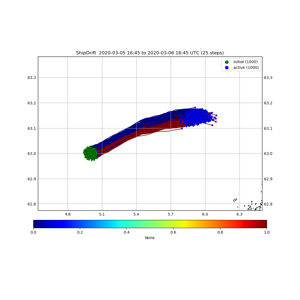 ShipDrift  2020-03-05 16:45 to 2020-03-06 16:45 UTC (25 steps)
initial (1000)
active (1000)
63.3 63.3
63.2 63.2
63.1 63.1
63.0 63.0
62.9 62.9
62.8 62.8
4.8 5.1 5.4 5.7 6.0 6.3
0.0 0.2 0.4 0.6 0.8 1.0
None